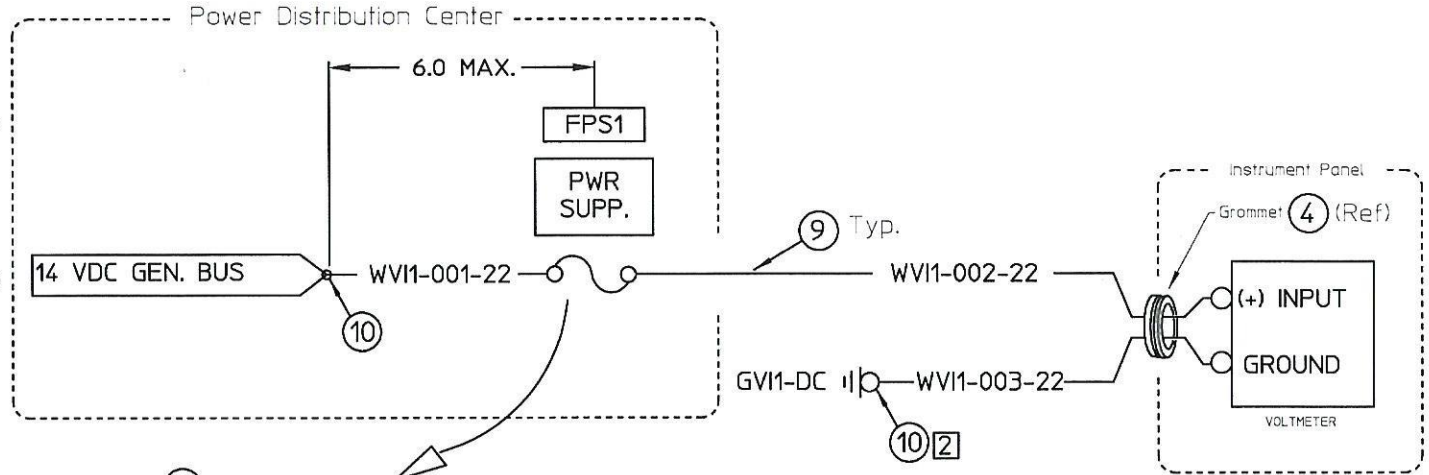 Power Distribution Center
6.0 MAX.
FPS1
PWR
SUPP.
Instrument Panel
Grommet 4 (Ref)
9 Typ.
14 VDC GEN. BUS
WVI1-001-22
WVI1-002-22
(+) INPUT
10
GROUND
GVI1-DC
WVI1-003-22
VOLTMETER
10 2